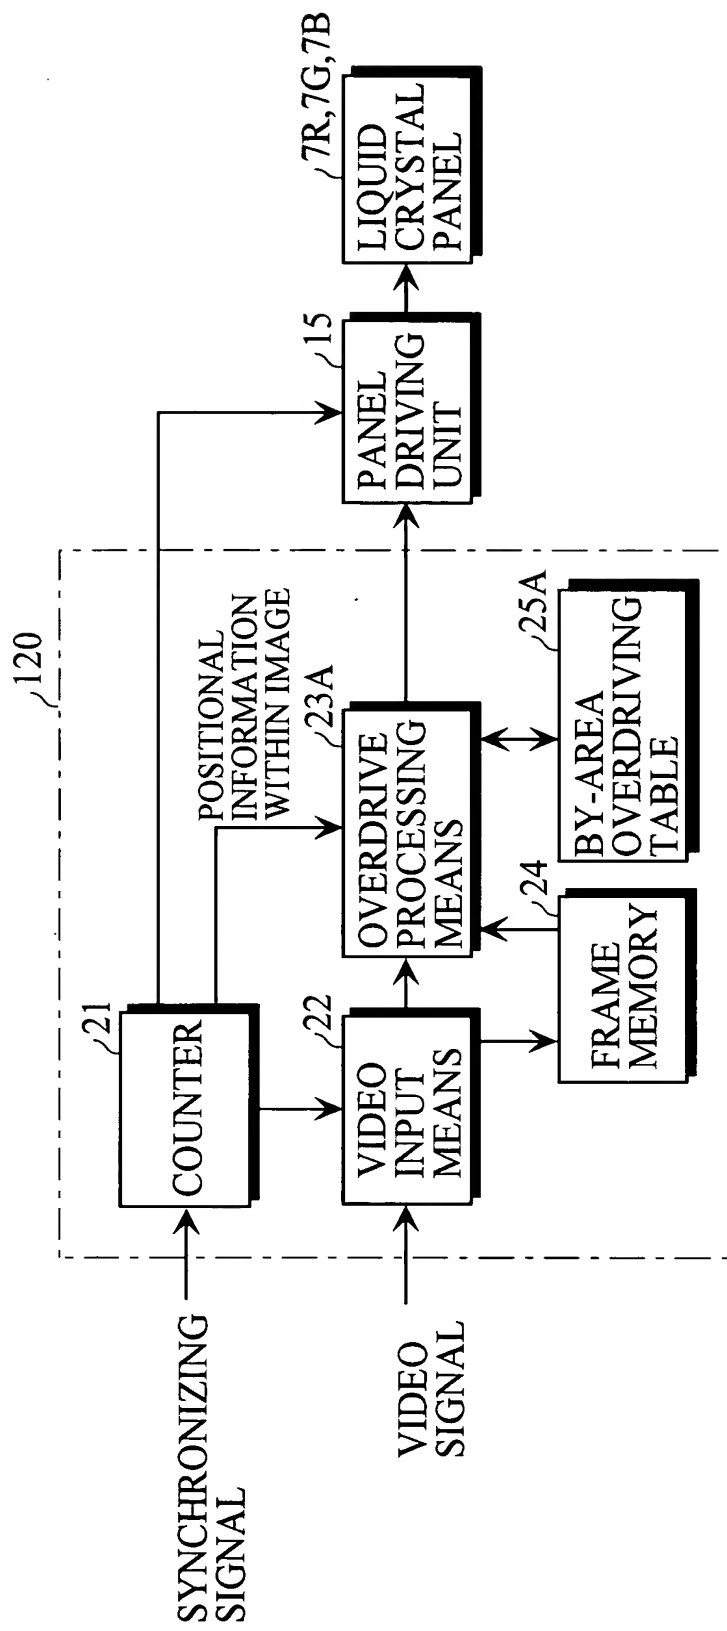 SYNCHRONIZING
SIGNAL
VIDEO
SIGNAL
120
21
COUNTER
22
VIDEO
INPUT
MEANS
POSITIONAL
INFORMATION
WITHIN IMAGE
23A
OVERDRIVE
PROCESSING
MEANS
24
FRAME
MEMORY
25A
BY-AREA
OVERDRIVING
TABLE
15
PANEL
DRIVING
UNIT
7R,7G,7B
LIQUID
CRYSTAL
PANEL